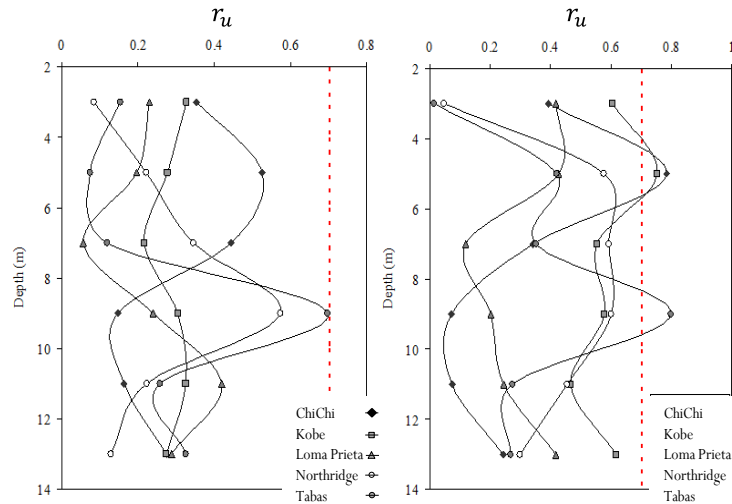 r_u
0 0.2 0.4 0.6 0.8
2
4
6
8
10
12
14
Depth (m)
ChiChi
Kobe
Loma Prieta
Northridge
Tabas
r_u
0 0.2 0.4 0.6 0.8 1
2
4
6
8
10
12
14
Depth (m)
ChiChi
Kobe
Loma Prieta
Northridge
Tabas